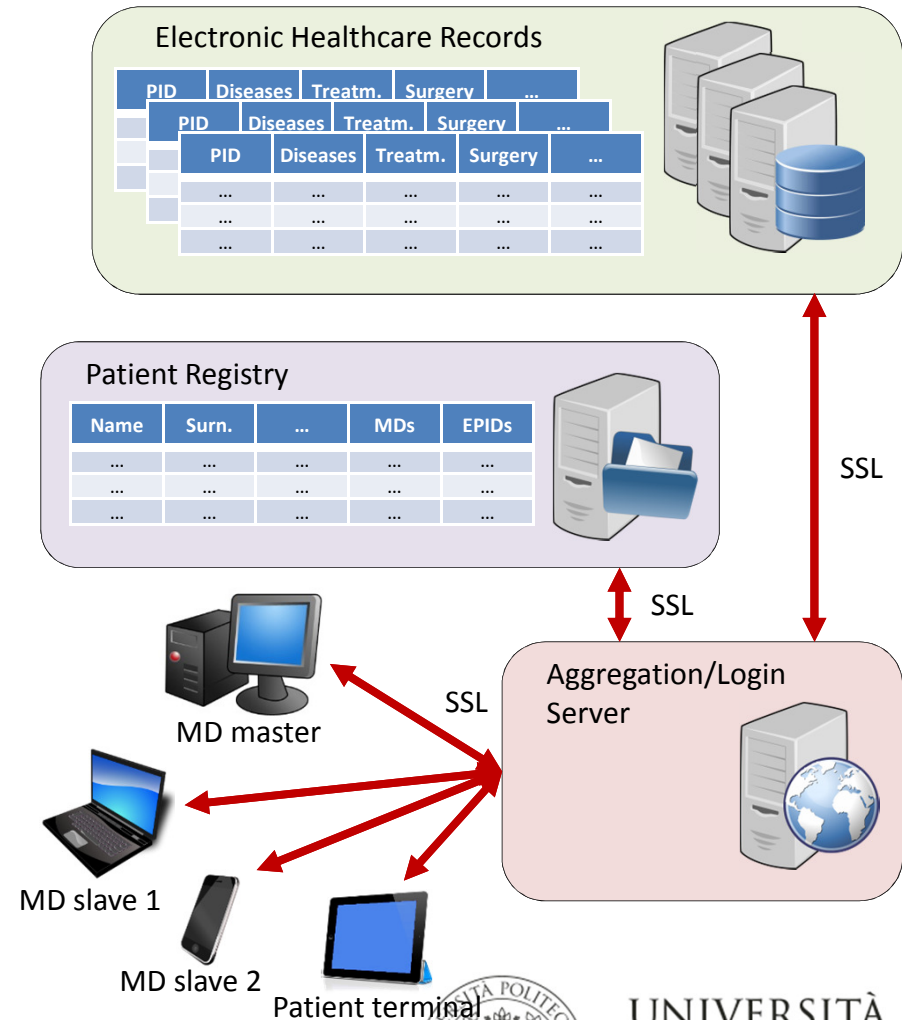 Electronic Healthcare Records
PID Diseases Treatm. Surgery ...
PID Diseases Treatm. Surgery ...
PID Diseases Treatm. Surgery ...
... ... ... ... ...
... ... ... ... ...
... ... ... ... ...
Patient Registry
Name Surn. ... MDs EPIDs
... ... ... ... ...
... ... ... ... ...
... ... ... ... ...
SSL
SSL
Aggregation/Login
Server
SSL
MD master
MD slave 1
MD slave 2
Patient terminal
UNIVERSITÀ